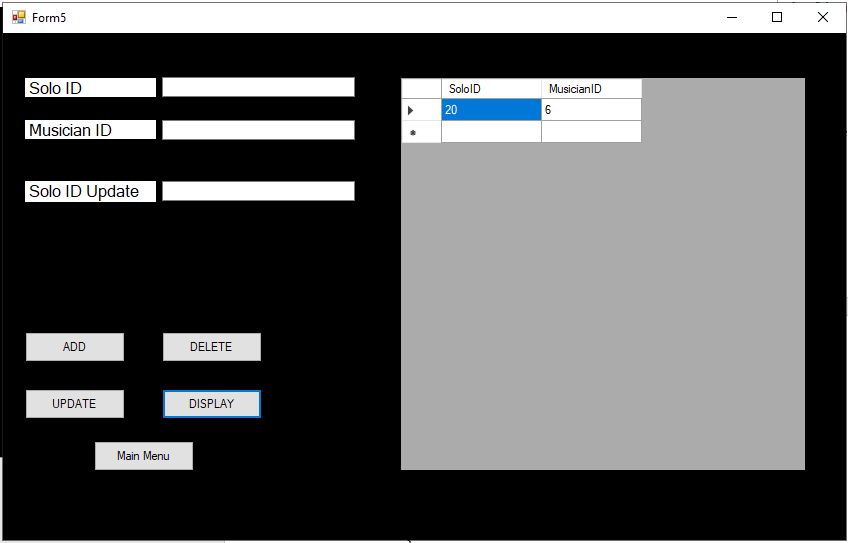 Form5
Solo ID
Musician ID
Solo ID Update
SoloID MusicianID
20 6
ADD DELETE
UPDATE DISPLAY
Main Menu